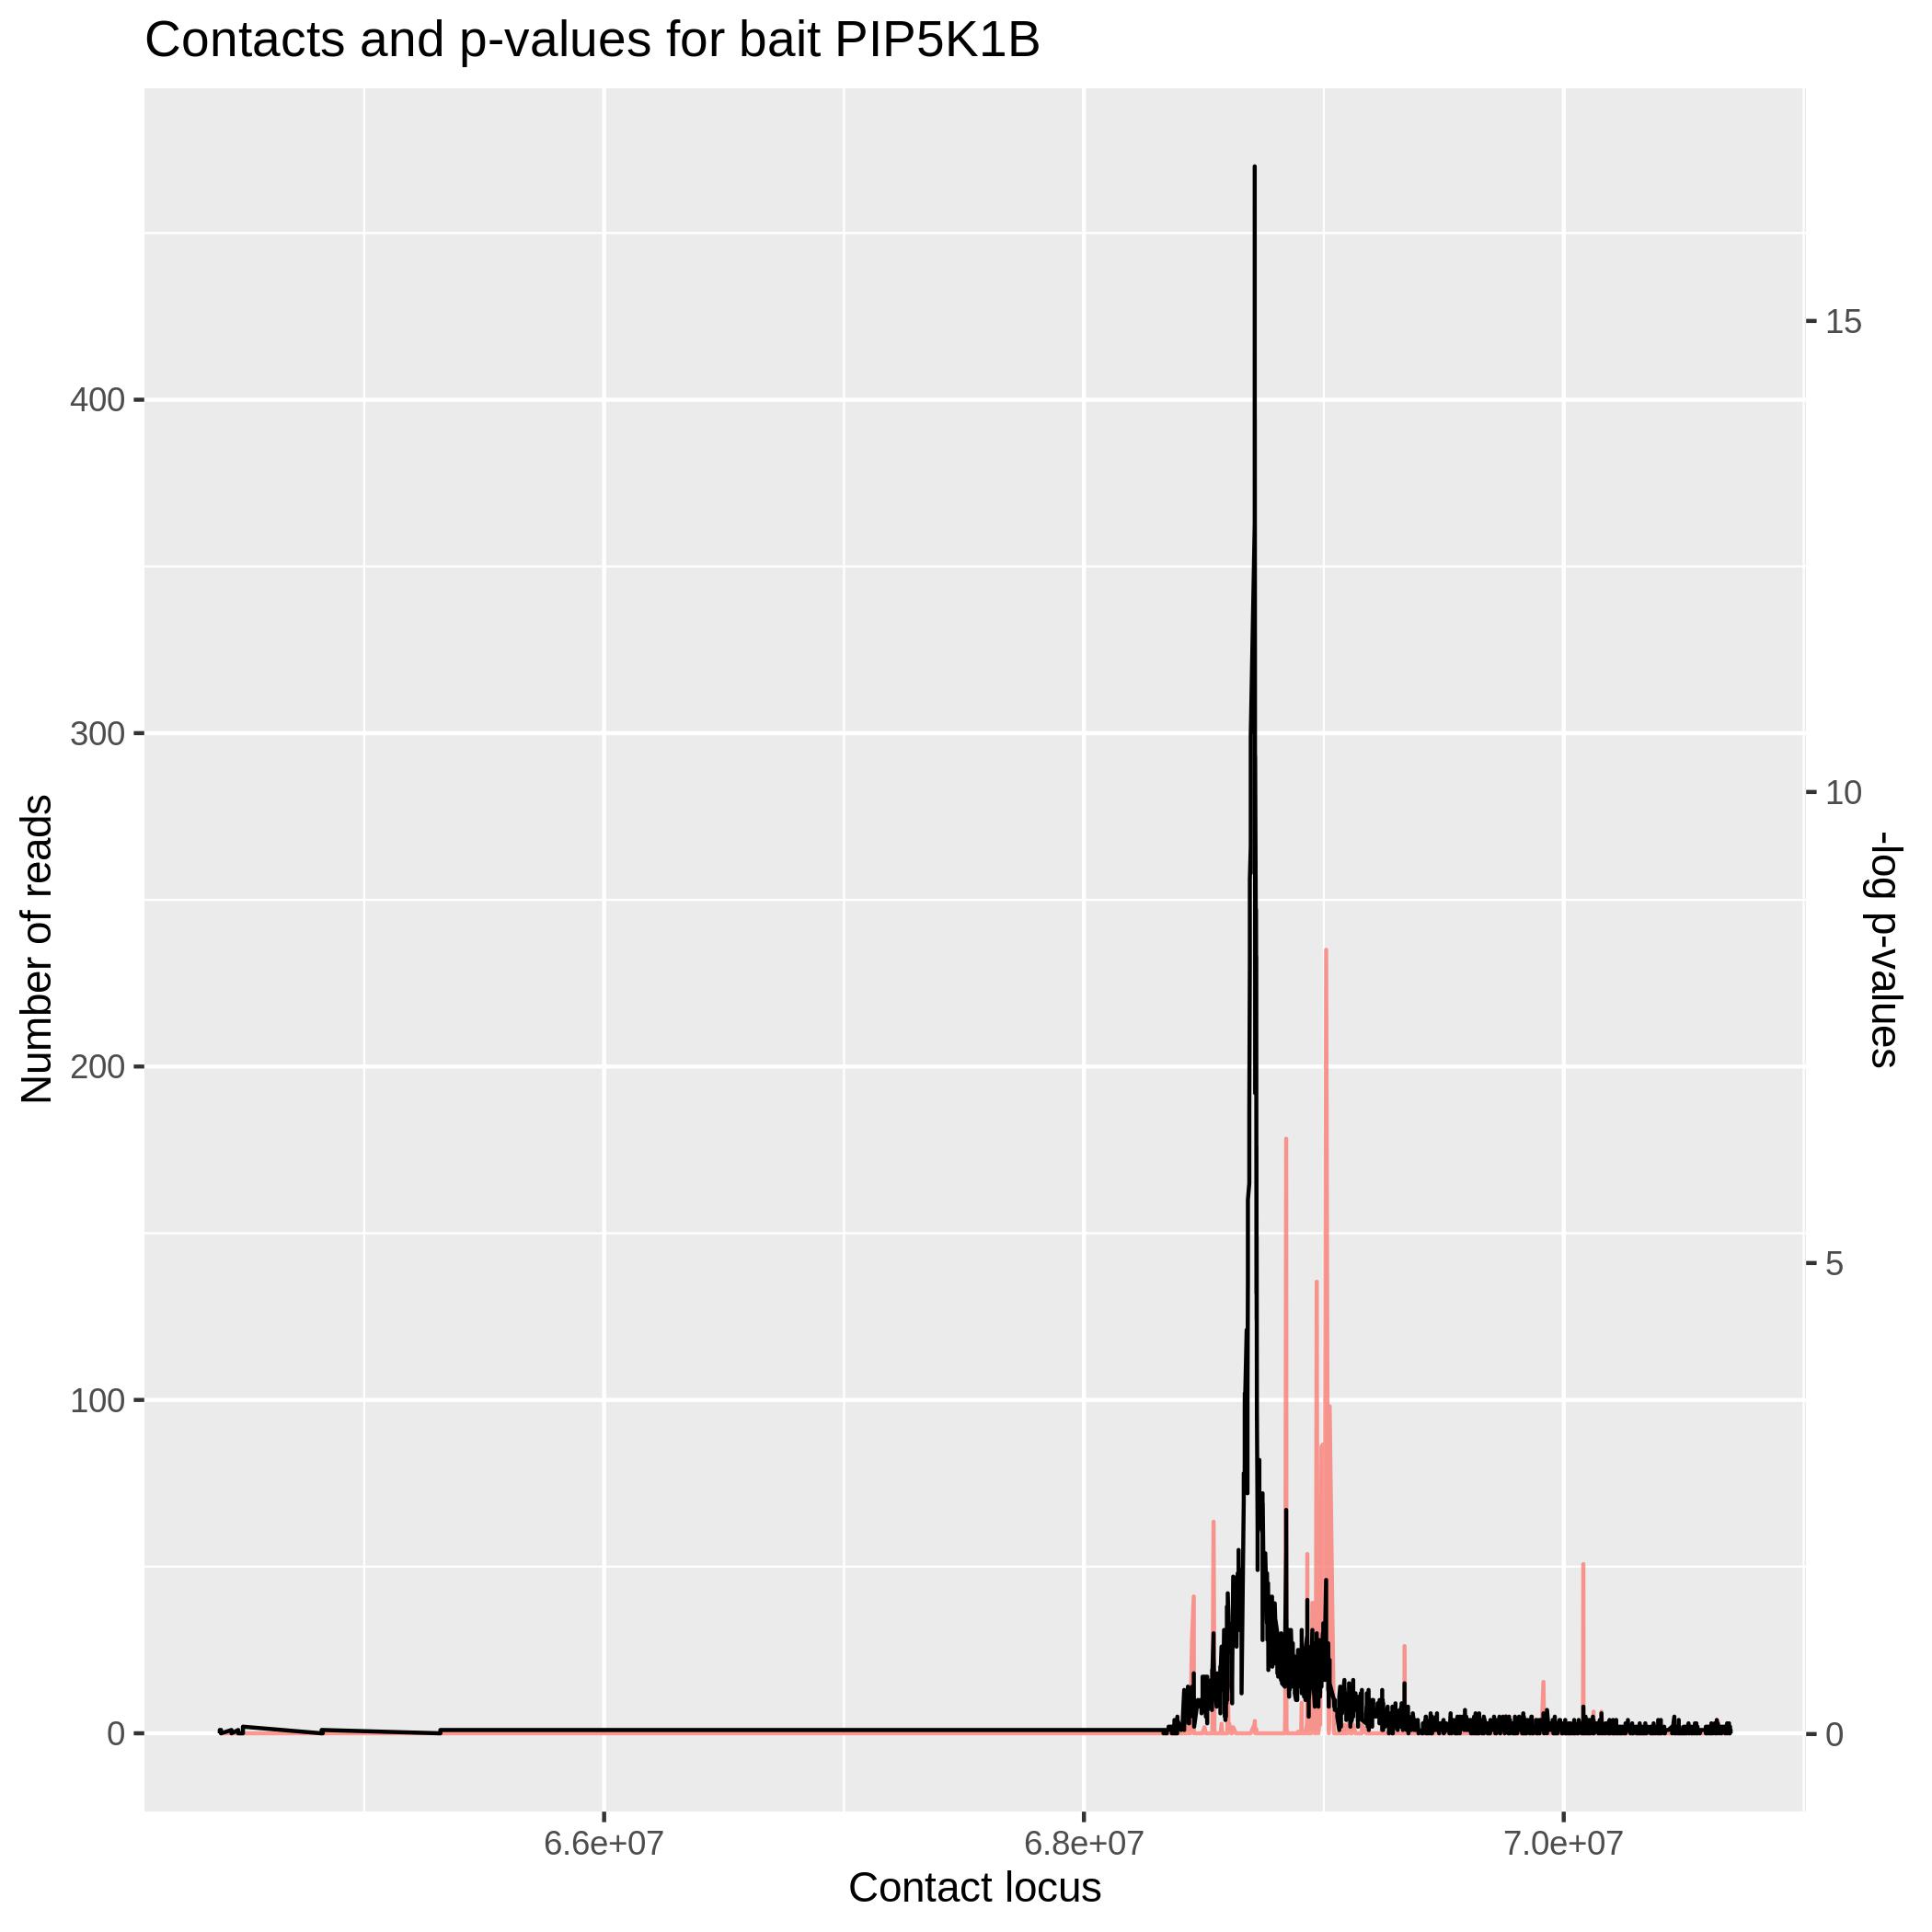 Contacts and p-values for bait PIP5K1B
Number of reads
400
300
200
100
0
15
10
5
0
-log p-values
6.6e+07
6.8e+07
7.0e+07
Contact locus